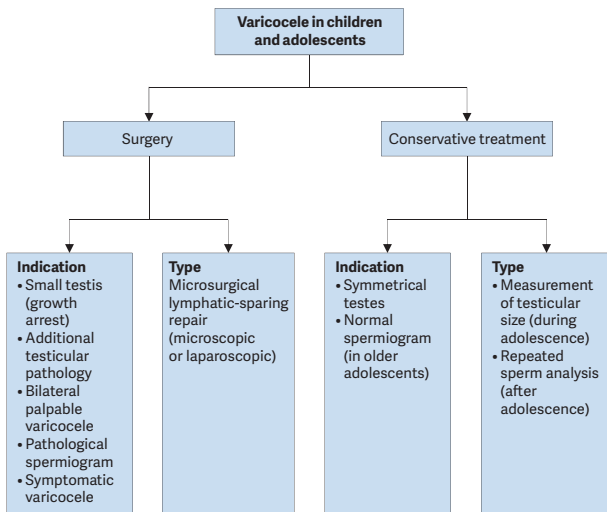 Varicocele in children
and adolescents
Surgery
Conservative treatment
Indication
• Small testis
(growth
arrest)
• Additional
testicular
pathology
• Bilateral
palpable
varicocele
• Pathological
spermiogram
• Symptomatic
varicocele
Type
Microsurgical
lymphatic-sparing
repair
(microscopic
or laparoscopic)
Indication
• Symmetrical
testes
• Normal
spermiogram
(in older
adolescents)
Type
• Measurement
of testicular
size (during
adolescence)
• Repeated
sperm analysis
(after
adolescence)